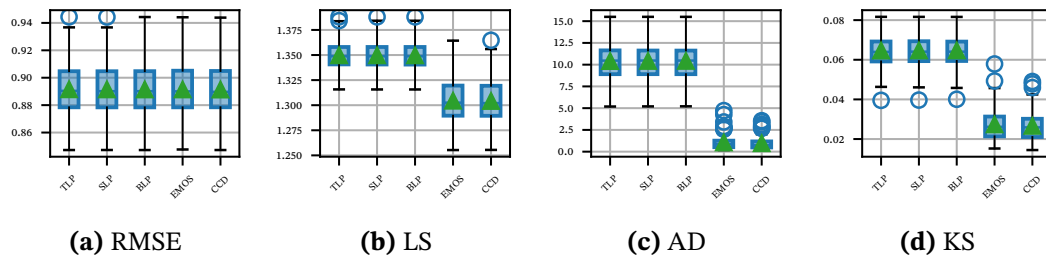 0.94
0.92
0.90
0.88
0.86
TLP
SLP
BLP
EMOS
CCD
(a) RMSE
1.375
1.350
1.325
1.300
1.275
1.250
TLP
SLP
BLP
EMOS
CCD
(b) LS
15.0
12.5
10.0
7.5
5.0
2.5
0.0
TLP
SLP
BLP
EMOS
CCD
(c) AD
0.08
0.06
0.04
0.02
TLP
SLP
BLP
EMOS
CCD
(d) KS